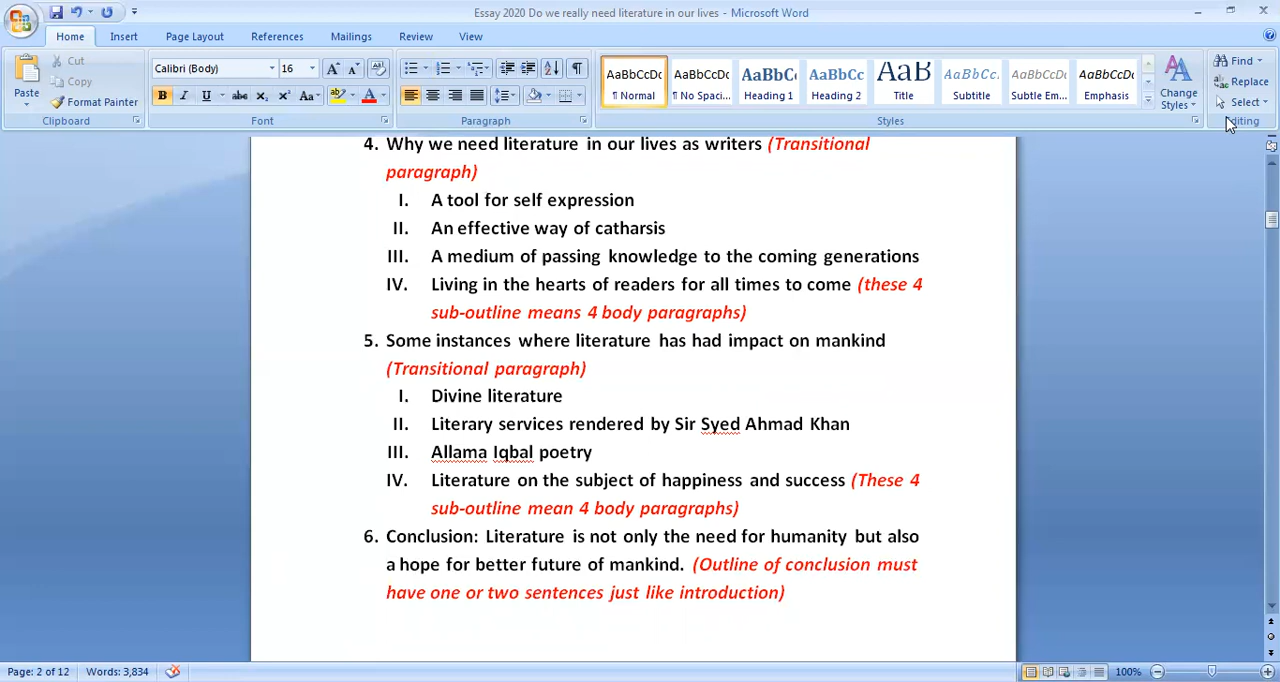 Essay 2020 Do we really need literature in our lives - Microsoft Word
Home Insert Page Layout References Mailings Review View
Paste
Cut
Copy
Format Painter
Clipboard
Calibri (Body) 16
Font
Paragraph
AaBbCcDc AaBbCcDc AaBbC AaBbCc AaB AaBbCc. AaBbCcDc AaBbCcDc
¶ Normal ¶ No Spaci... Heading 1 Heading 2 Title Subtitle Subtle Em... Emphasis
Styles
Change Styles
Find
Replace
Select
Editing
4. Why we need literature in our lives as writers (Transitional
paragraph)
I. A tool for self expression
II. An effective way of catharsis
III. A medium of passing knowledge to the coming generations
IV. Living in the hearts of readers for all times to come (these 4
sub-outline means 4 body paragraphs)
5. Some instances where literature has had impact on mankind
(Transitional paragraph)
I. Divine literature
II. Literary services rendered by Sir Syed Ahmad Khan
III. Allama Iqbal poetry
IV. Literature on the subject of happiness and success (These 4
sub-outline mean 4 body paragraphs)
6. Conclusion: Literature is not only the need for humanity but also
a hope for better future of mankind. (Outline of conclusion must
have one or two sentences just like introduction)
Page: 2 of 12 Words: 3,834 100%